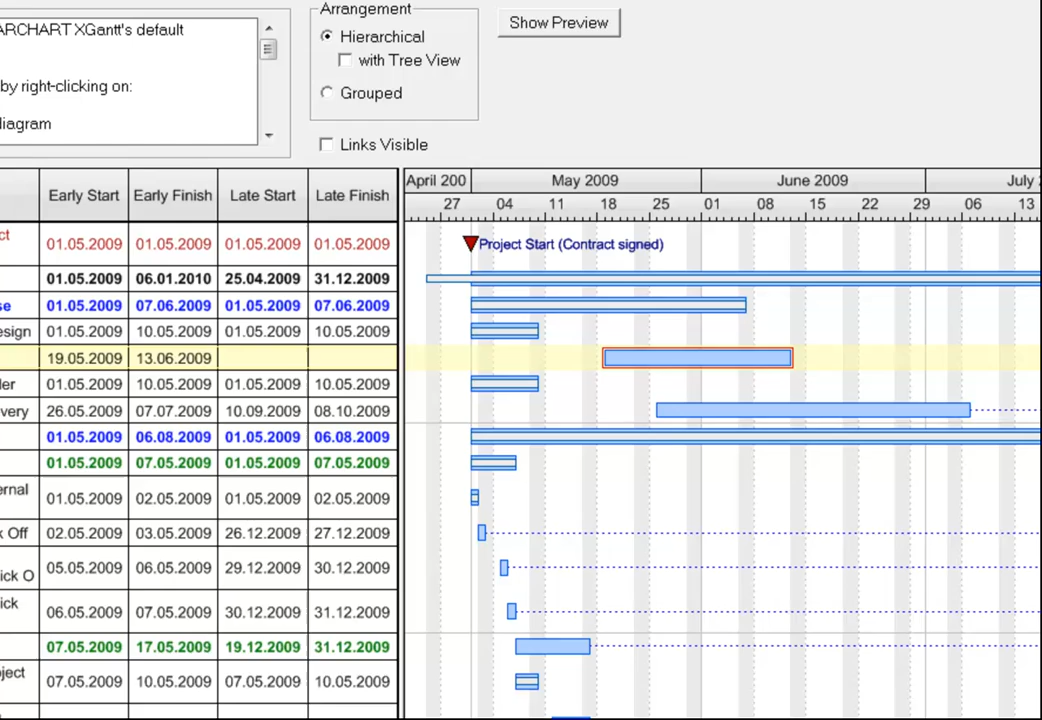 Arrangement
ARCHART XGantt's default
Hierarchical
Show Preview
with Tree View
by right-clicking on:
Grouped
diagram
Links Visible
Early Start Early Finish Late Start Late Finish
April 200 May 2009 June 2009 July
27 04 11 18 25 01 08 15 22 29 06 13
ct 01.05.2009 01.05.2009 01.05.2009 01.05.2009 Project Start (Contract signed)
01.05.2009 06.01.2010 25.04.2009 31.12.2009
se 01.05.2009 07.06.2009 01.05.2009 07.06.2009
esign 01.05.2009 10.05.2009 01.05.2009 10.05.2009
19.05.2009 13.06.2009
der 01.05.2009 10.05.2009 01.05.2009 10.05.2009
very 26.05.2009 07.07.2009 10.09.2009 08.10.2009
01.05.2009 06.08.2009 01.05.2009 06.08.2009
01.05.2009 07.05.2009 01.05.2009 07.05.2009
ernal 01.05.2009 02.05.2009 01.05.2009 02.05.2009
k Off 02.05.2009 03.05.2009 26.12.2009 27.12.2009
ick O 05.05.2009 06.05.2009 29.12.2009 30.12.2009
ick 06.05.2009 07.05.2009 30.12.2009 31.12.2009
07.05.2009 17.05.2009 19.12.2009 31.12.2009
oject 07.05.2009 10.05.2009 07.05.2009 10.05.2009